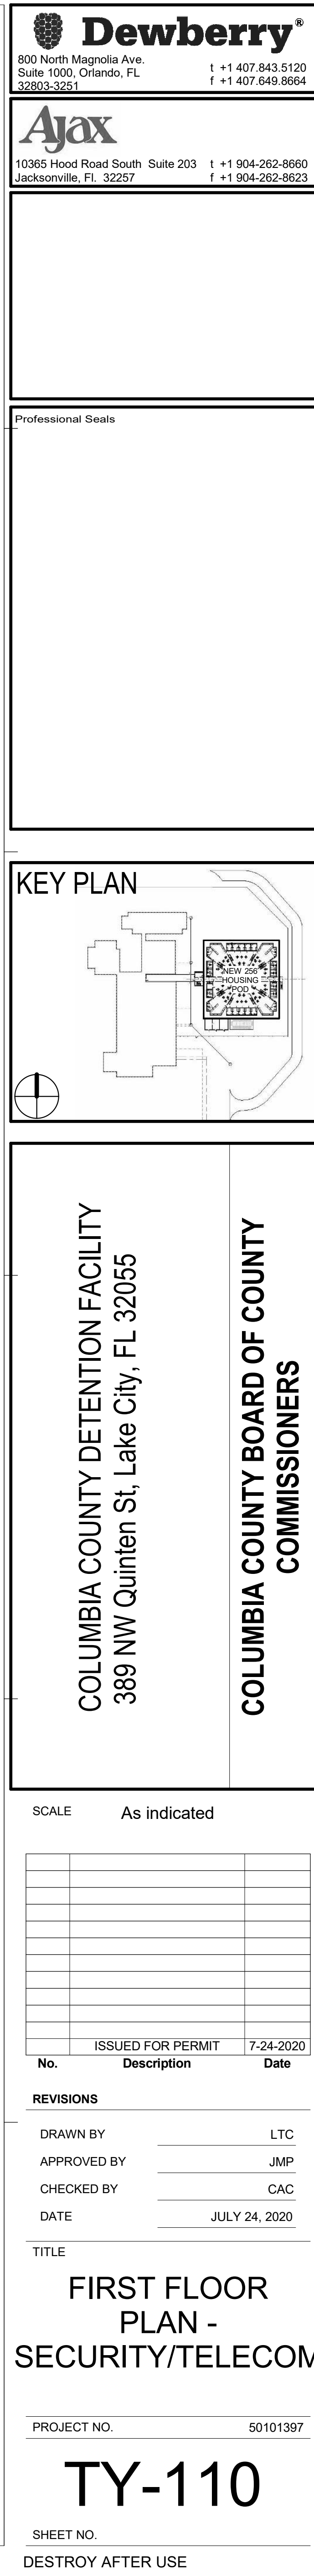 Dewberry®
800 North Magnolia Ave.
Suite 1000, Orlando, FL
32803-3251
t +1 407.843.5120
f +1 407.649.8664
Ajax
10365 Hood Road South Suite 203
Jacksonville, Fl. 32257
t +1 904-262-8660
f +1 904-262-8623
Professional Seals
KEY PLAN
NEW 256
HOUSING
POD
COLUMBIA COUNTY DETENTION FACILITY
389 NW Quinten St, Lake City, FL 32055
COLUMBIA COUNTY BOARD OF COUNTY
COMMISSIONERS
SCALE As indicated
ISSUED FOR PERMIT 7-24-2020
No. Description Date
REVISIONS
DRAWN BY LTC
APPROVED BY JMP
CHECKED BY CAC
DATE JULY 24, 2020
TITLE
FIRST FLOOR
PLAN -
SECURITY/TELECOM
PROJECT NO. 50101397
TY-110
SHEET NO.
DESTROY AFTER USE